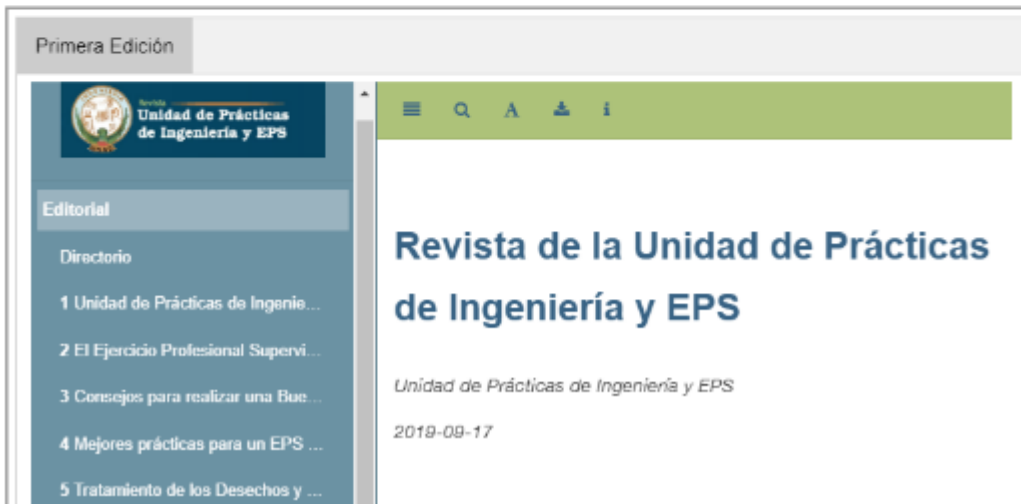 Primera Edición
Revista
Unidad de Prácticas
de Ingeniería y EPS
Editorial
Directorio
1 Unidad de Prácticas de Ingenie...
2 El Ejercicio Profesional Supervi...
3 Consejos para realizar una Bue...
4 Mejores prácticas para un EPS ...
5 Tratamiento de los Desechos y ...
A
i
Revista de la Unidad de Prácticas
de Ingeniería y EPS
Unidad de Prácticas de Ingeniería y EPS
2019-09-17